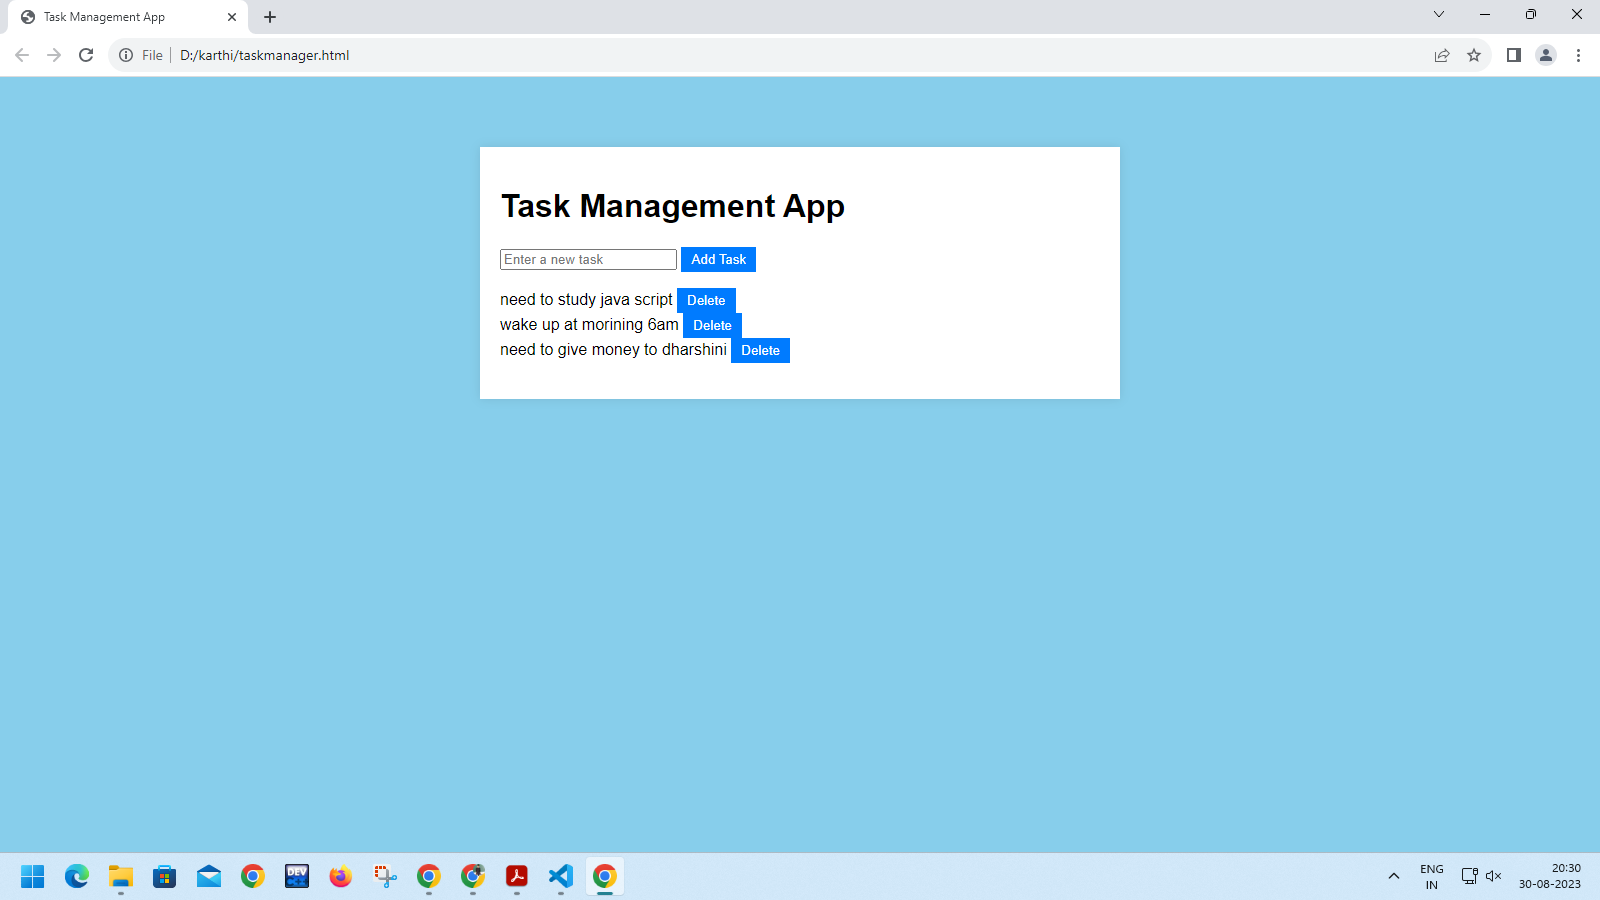 Task Management App
File D:/karthi/taskmanager.html
Task Management App
Enter a new task Add Task
need to study java script Delete
wake up at morining 6am Delete
need to give money to dharshini Delete
DEV
C++
ENG
IN
20:30
30-08-2023